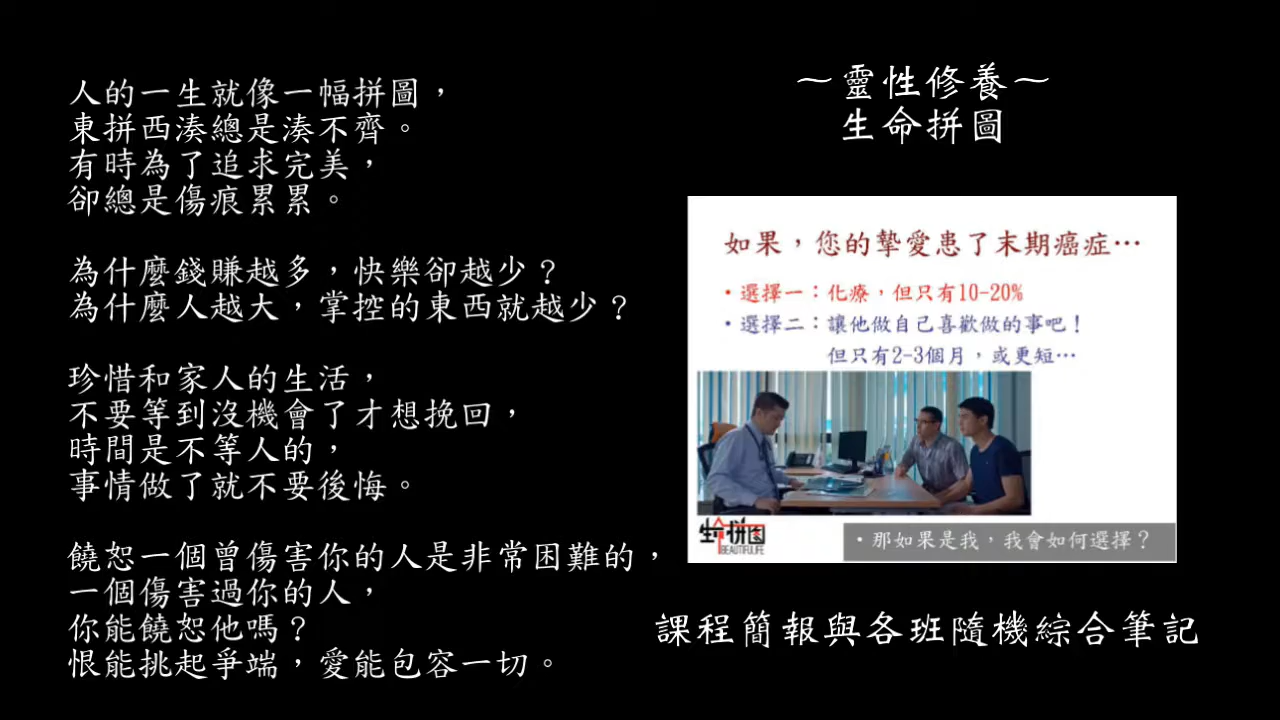 人的一生就像一幅拼圖，
東拼西湊總是湊不齊。
有時為了追求完美，
卻總是傷痕累累。
為什麼錢賺越多，快樂卻越少？
為什麼人越大，掌控的東西就越少？
珍惜和家人的生活，
不要等到沒機會了才想挽回，
時間是不等人的，
事情做了就不要後悔。
饒恕一個曾傷害你的人是非常困難的，
一個傷害過你的人，
你能饒恕他嗎？
恨能挑起爭端，愛能包容一切。
～靈性修養～
生命拼圖
如果，您的摯愛患了末期癌症…
・選擇一：化療，但只有10-20%
・選擇二：讓他做自己喜歡做的事吧！
但只有2-3個月，或更短…
生命拼圖
BEAUTIFULIFE
・那如果是我，我會如何選擇？
課程簡報與各班隨機綜合筆記